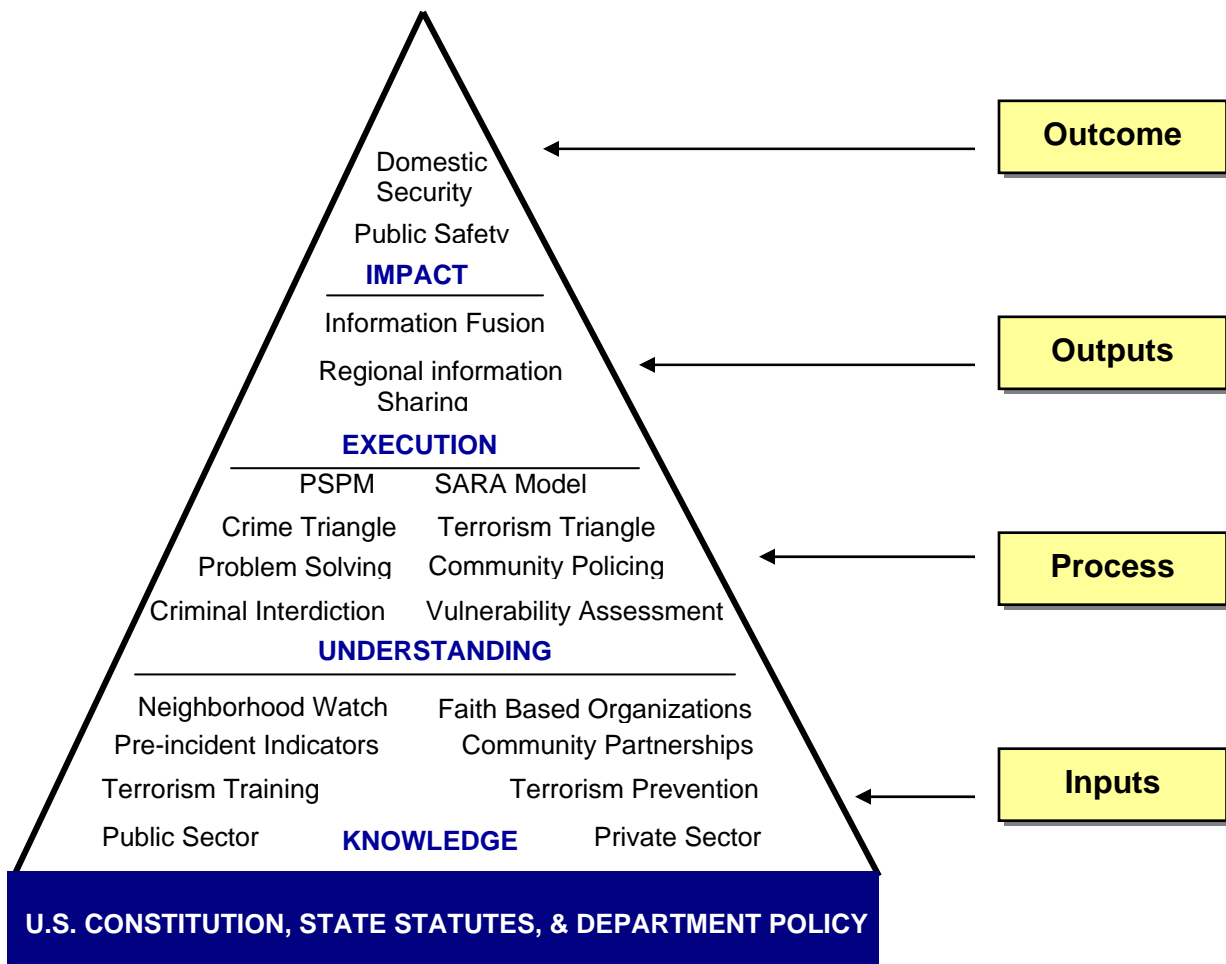 Outcome
Domestic
Security
Public Safety
IMPACT
Information Fusion
Outputs
Regional information
Sharing
EXECUTION
PSPM SARA Model
Crime Triangle Terrorism Triangle
Process
Problem Solving Community Policing
Criminal Interdiction Vulnerability Assessment
UNDERSTANDING
Neighborhood Watch Faith Based Organizations
Pre-incident Indicators Community Partnerships
Inputs
Terrorism Training Terrorism Prevention
Public Sector KNOWLEDGE Private Sector
U.S. CONSTITUTION, STATE STATUTES, & DEPARTMENT POLICY